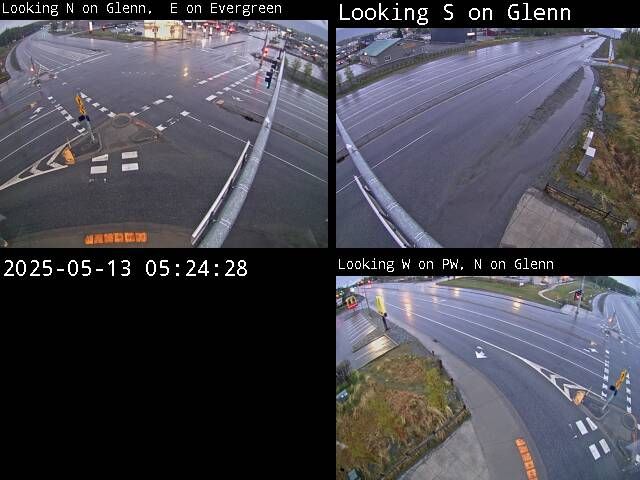 Looking N on Glenn, E on Evergreen
Looking S on Glenn
2025-05-13 05:24:28
Looking W on PW, N on Glenn